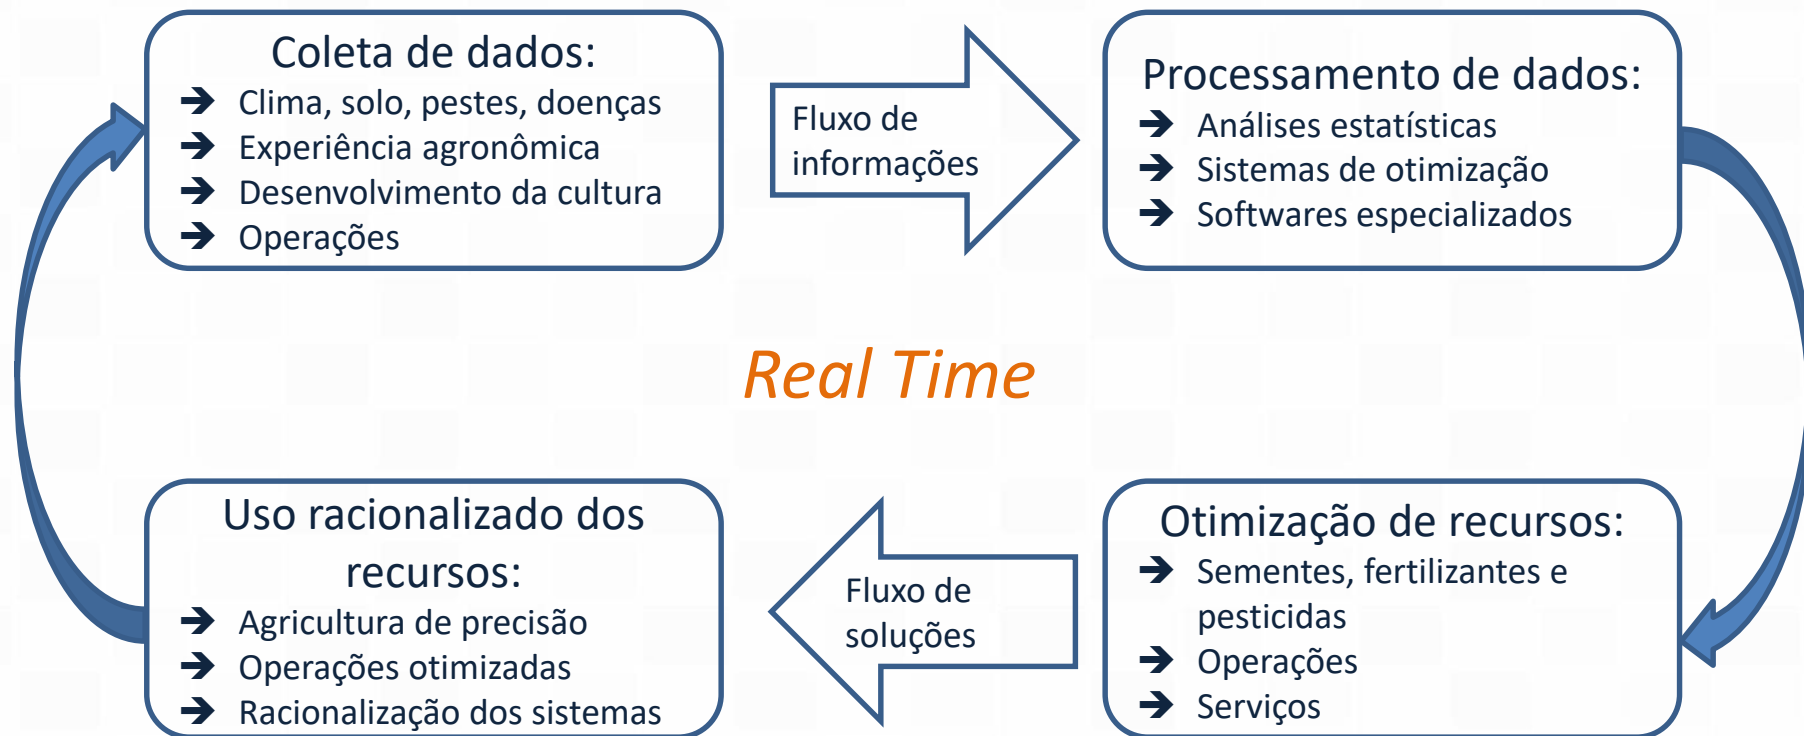 Coleta de dados:
➔ Clima, solo, pestes, doenças
➔ Experiência agronômica
➔ Desenvolvimento da cultura
➔ Operações
Fluxo de
informações
Processamento de dados:
➔ Análises estatísticas
➔ Sistemas de otimização
➔ Softwares especializados
Real Time
Uso racionalizado dos
recursos:
➔ Agricultura de precisão
➔ Operações otimizadas
➔ Racionalização dos sistemas
Fluxo de
soluções
Otimização de recursos:
➔ Sementes, fertilizantes e
pesticidas
➔ Operações
➔ Serviços